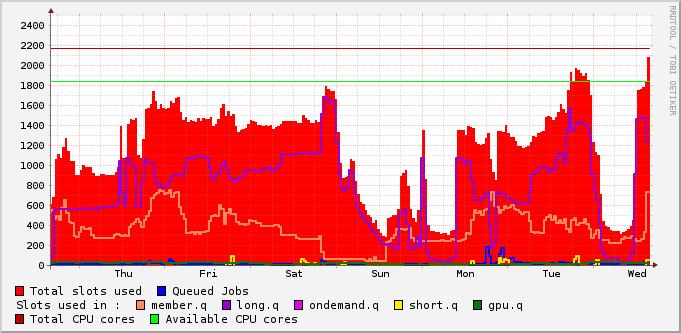 2400
2200
2000
1800
1600
1400
1200
1000
800
600
400
200
0
Thu Fri Sat Sun Mon Tue Wed
RRDTOOL / TOBI OETIKER
Total slots used Queued Jobs
Slots used in : member.q long.q ondemand.q short.q gpu.q
Total CPU cores Available CPU cores